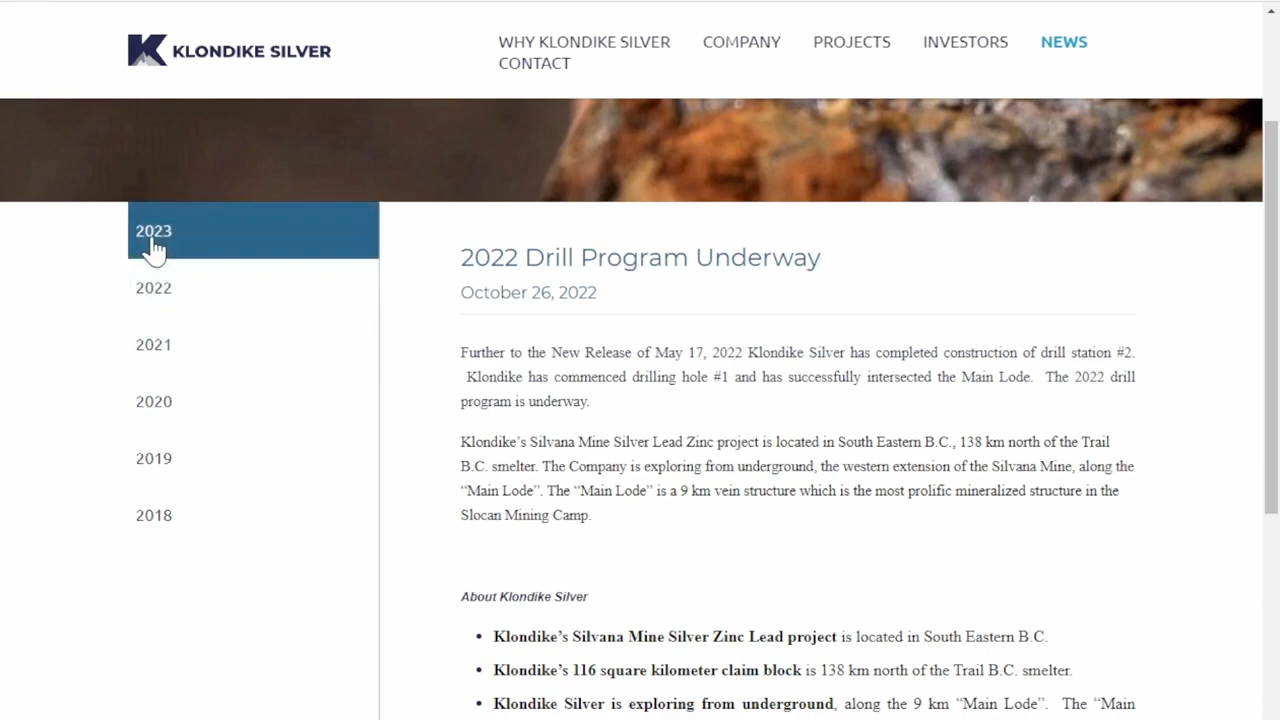 KLONDIKE SILVER
WHY KLONDIKE SILVER COMPANY PROJECTS INVESTORS NEWS
CONTACT
2023
2022
2021
2020
2019
2018
2022 Drill Program Underway
October 26, 2022
Further to the New Release of May 17, 2022 Klondike Silver has completed construction of drill station #2.
Klondike has commenced drilling hole #1 and has successfully intersected the Main Lode. The 2022 drill
program is underway.
Klondike’s Silvana Mine Silver Lead Zinc project is located in South Eastern B.C., 138 km north of the Trail
B.C. smelter. The Company is exploring from underground, the western extension of the Silvana Mine, along the
“Main Lode”. The “Main Lode” is a 9 km vein structure which is the most prolific mineralized structure in the
Slocan Mining Camp.
About Klondike Silver
• Klondike’s Silvana Mine Silver Zinc Lead project is located in South Eastern B.C.
• Klondike’s 116 square kilometer claim block is 138 km north of the Trail B.C. smelter.
• Klondike Silver is exploring from underground, along the 9 km “Main Lode”. The “Main